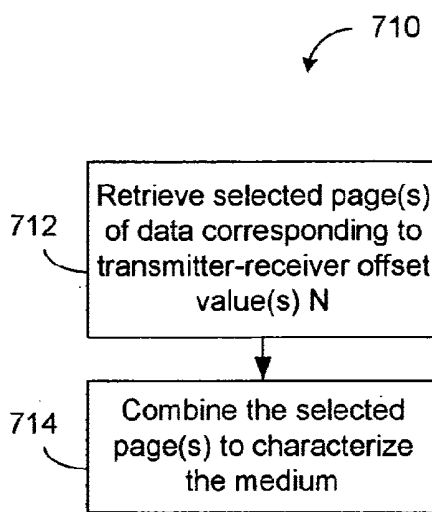 710
712
Retrieve selected page(s)
of data corresponding to
transmitter-receiver offset
value(s) N
714
Combine the selected
page(s) to characterize
the medium